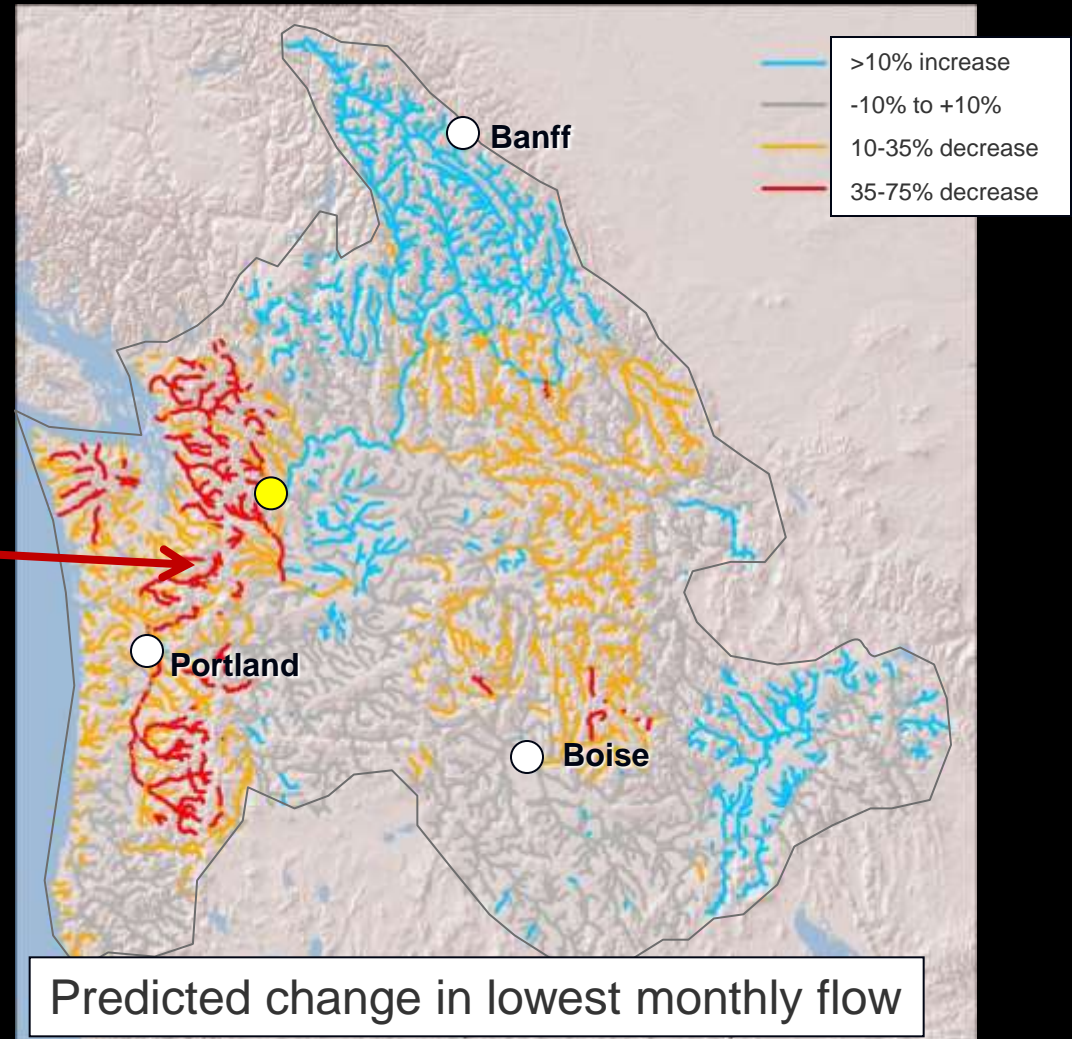 >10% increase
-10% to +10%
10-35% decrease
35-75% decrease
Banff
Portland
Boise
Predicted change in lowest monthly flow